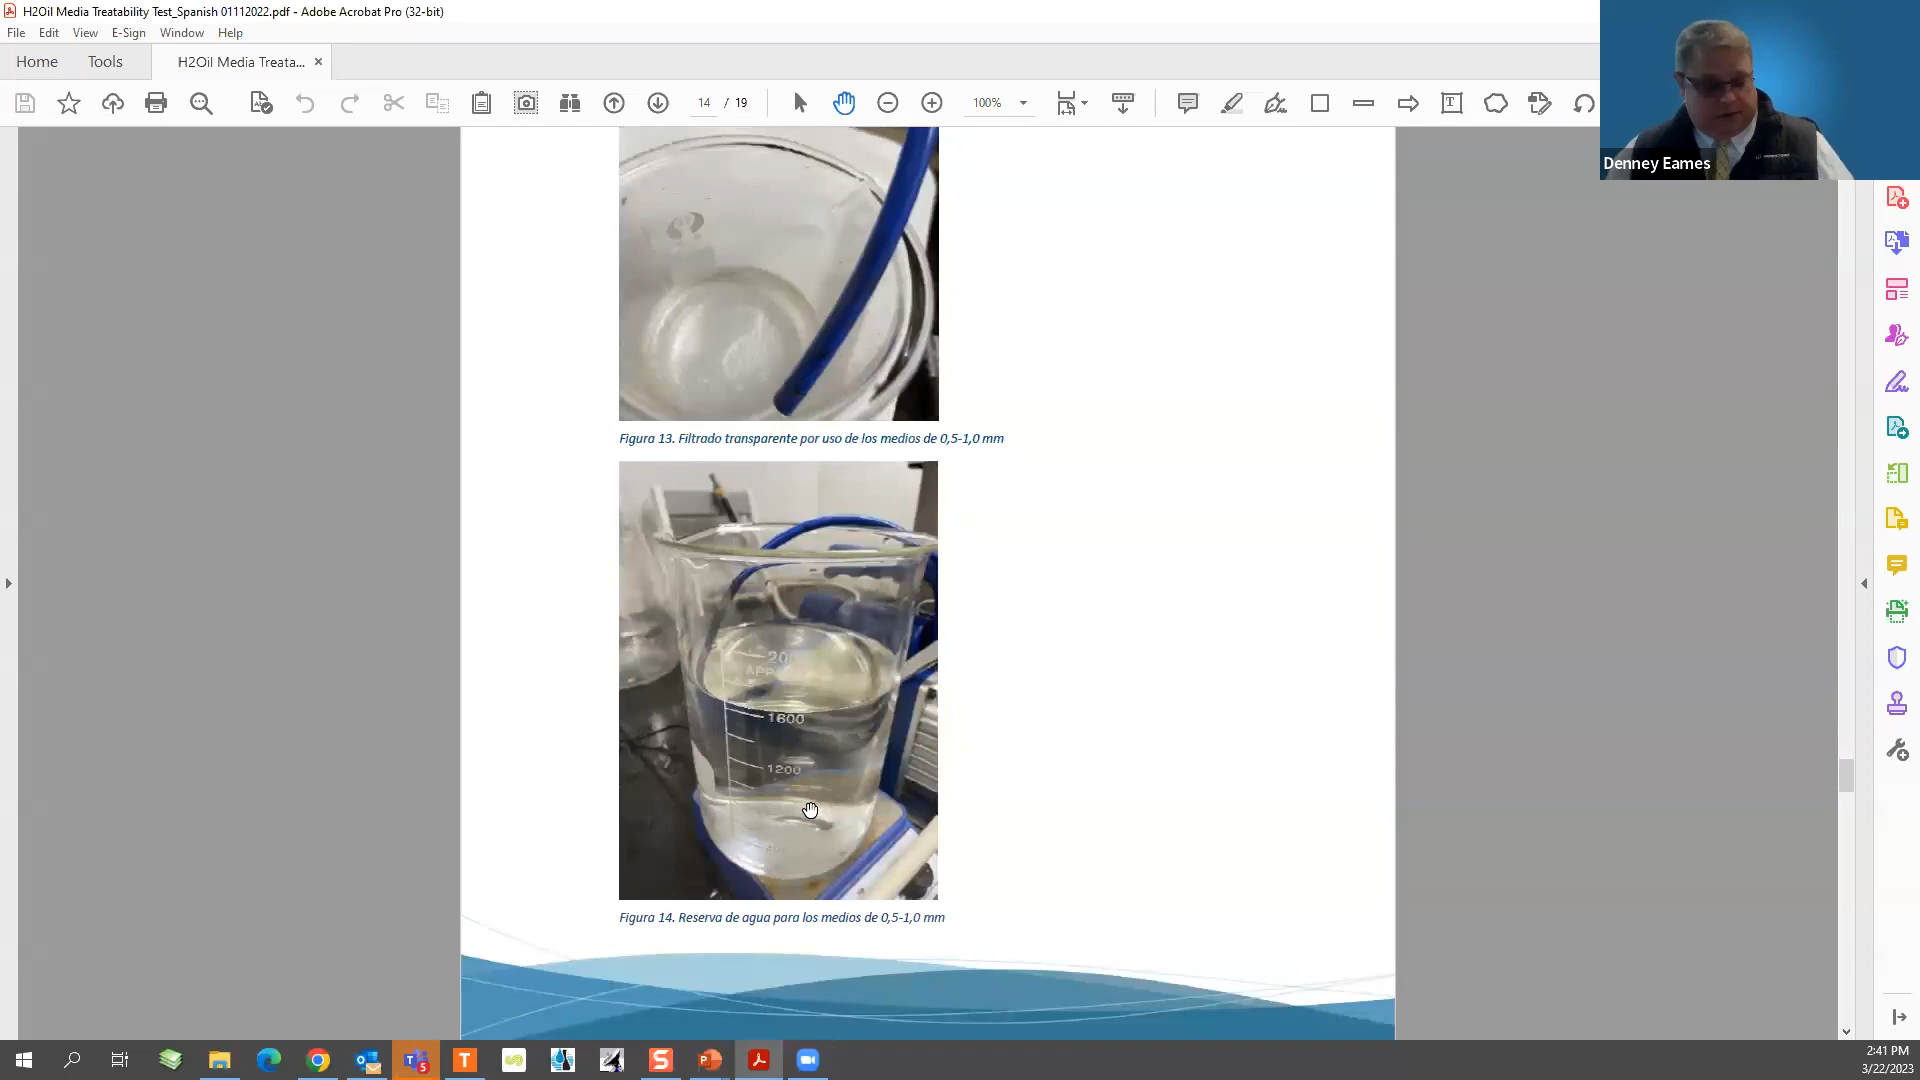 H2Oil Media Treatability Test_Spanish 01112022.pdf - Adobe Acrobat Pro (32-bit)
File Edit View E-Sign Window Help
Home Tools H2Oil Media Treata...
14 / 19 100%
Denney Eames
Figura 13. Filtrado transparente por uso de los medios de 0,5-1,0 mm
1600
1200
Figura 14. Reserva de agua para los medios de 0,5-1,0 mm
2:41 PM
3/22/2023